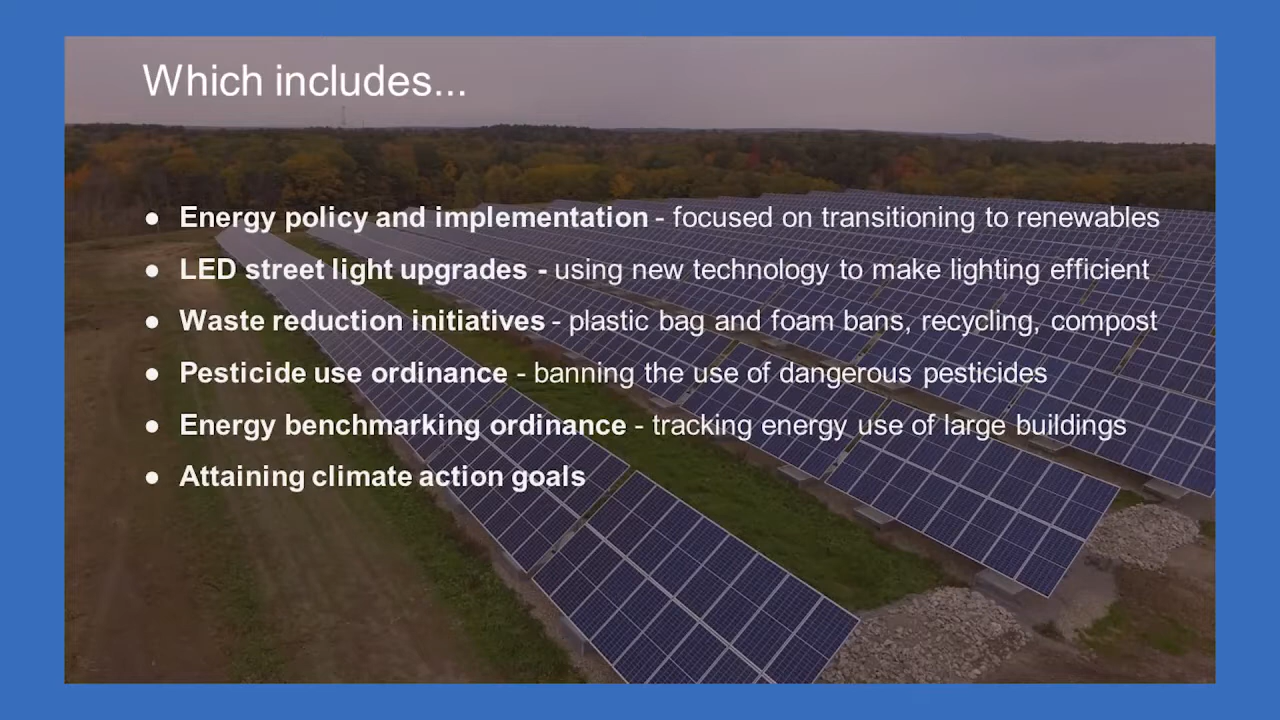 Which includes...
● Energy policy and implementation - focused on transitioning to renewables
● LED street light upgrades - using new technology to make lighting efficient
● Waste reduction initiatives - plastic bag and foam bans, recycling, compost
● Pesticide use ordinance - banning the use of dangerous pesticides
● Energy benchmarking ordinance - tracking energy use of large buildings
● Attaining climate action goals